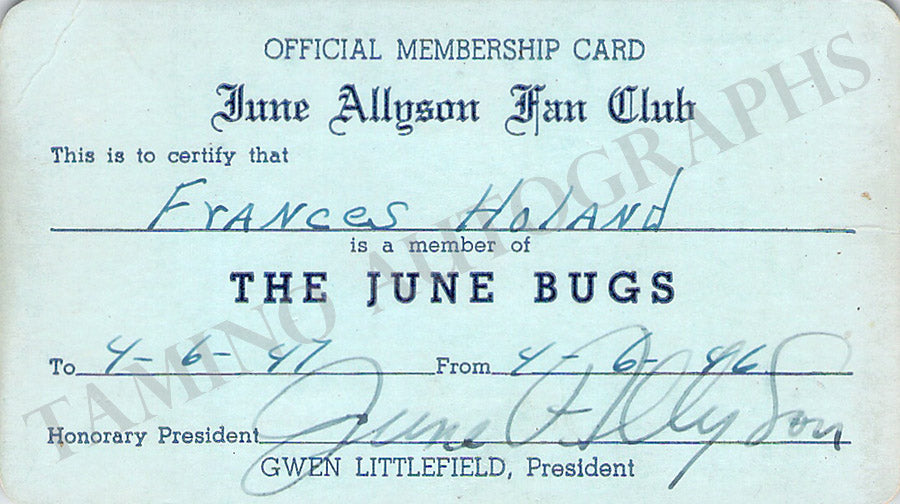 OFFICIAL MEMBERSHIP CARD
June Allyson Fan Club
This is to certify that
Frances Holand
is a member of
THE JUNE BUGS
To 4-6-47 From 4-6-46
Honorary President June Allyson
GWEN LITTLEFIELD, President
TAMINO AUTOGRAPHS